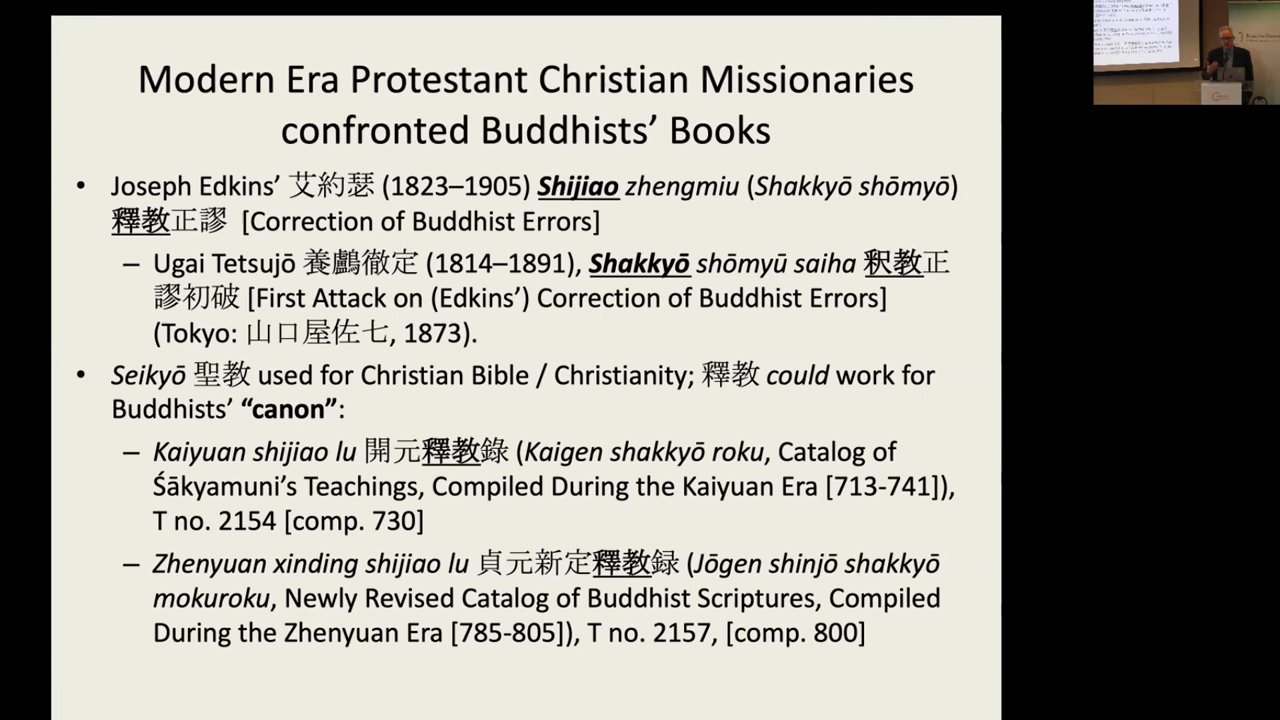 Modern Era Protestant Christian Missionaries
confronted Buddhists’ Books
• Joseph Edkins’ 艾約瑟 (1823–1905) Shijiao zhengmiu (Shakkyō shōmyō)
釋教正謬 [Correction of Buddhist Errors]
– Ugai Tetsujō 養鸕徹定 (1814–1891), Shakkyō shōmyū saiha 釈教正
謬初破 [First Attack on (Edkins’) Correction of Buddhist Errors]
(Tokyo: 山口屋佐七, 1873).
• Seikyō 聖教 used for Christian Bible / Christianity; 釋教 could work for
Buddhists’ “canon”:
– Kaiyuan shijiao lu 開元釋教錄 (Kaigen shakkyō roku, Catalog of
Śākyamuni’s Teachings, Compiled During the Kaiyuan Era [713-741]),
T no. 2154 [comp. 730]
– Zhenyuan xinding shijiao lu 貞元新定釋教録 (Jōgen shinjō shakkyō
mokuroku, Newly Revised Catalog of Buddhist Scriptures, Compiled
During the Zhenyuan Era [785-805]), T no. 2157, [comp. 800]